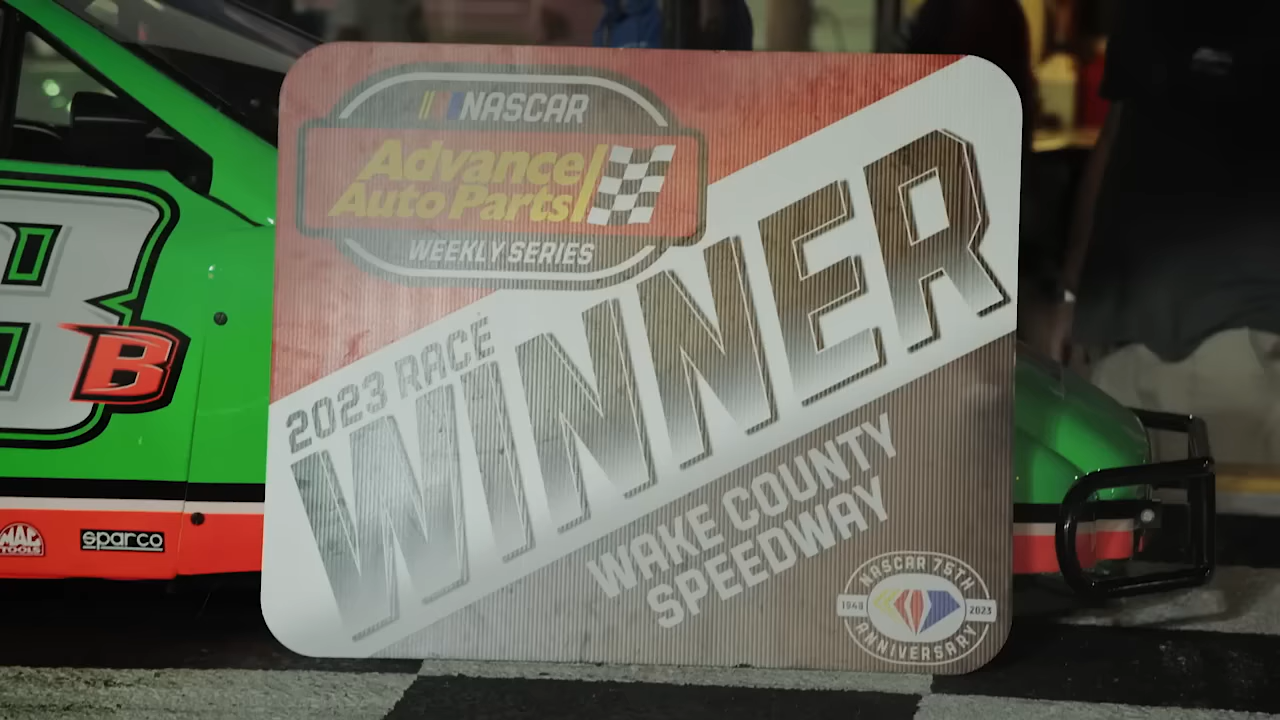 NASCAR
Advance
Auto Parts
WEEKLY SERIES
2023 RACE
WINNER
WAKE COUNTY
SPEEDWAY
NASCAR 75TH
1948 2023
ANNIVERSARY
B
MAC
TOOLS
sparco